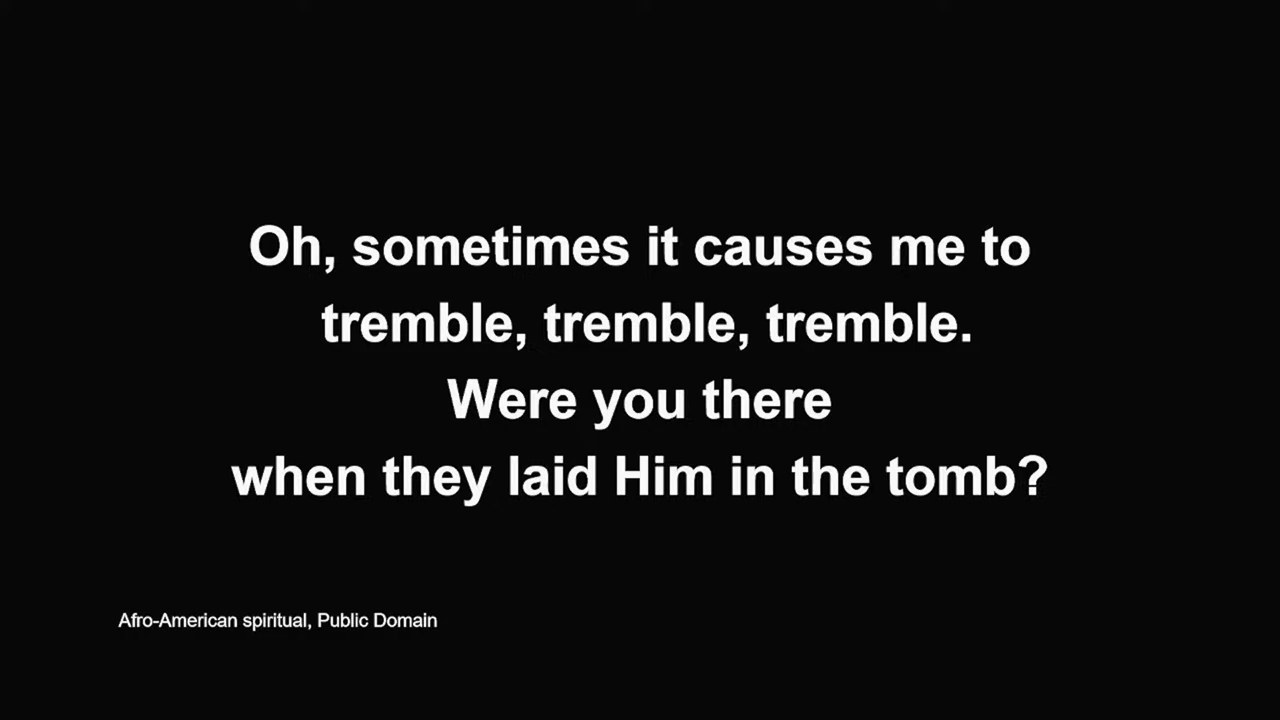 Oh, sometimes it causes me to
tremble, tremble, tremble.
Were you there
when they laid Him in the tomb?
Afro-American spiritual, Public Domain